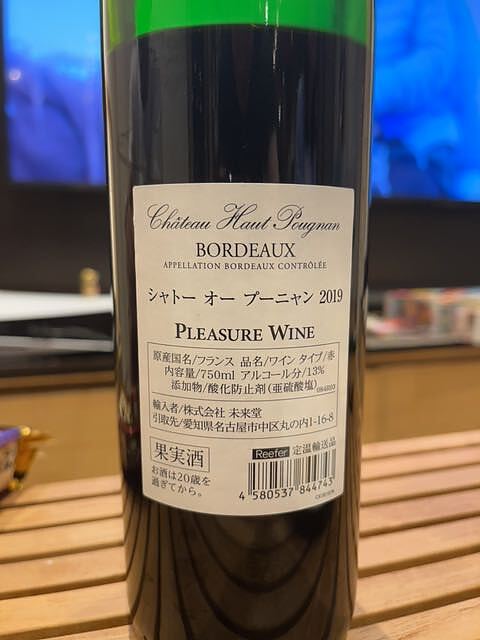 Château Haut Pougnan
BORDEAUX
APPELLATION BORDEAUX CONTRÔLÉE
シャトー オー プーニャン 2019
PLEASURE WINE
原産国名/フランス 品名/ワイン タイプ/赤
内容量/750ml アルコール分/13%
添加物/酸化防止剤(亜硫酸塩)
輸入者/株式会社 未来堂
引取先/愛知県名古屋市中区丸の内1-16-8
果実酒
お酒は20歳を
過ぎてから。
Reefer 定温輸送品
4 580537 844743